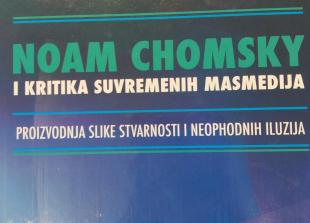 NOAM CHOMSKY
I KRITIKA SUVREMENIH MASMEDIJA
PROIZVODNJA SLIKE STVARNOSTI I NEOPHODNIH ILUZIJA